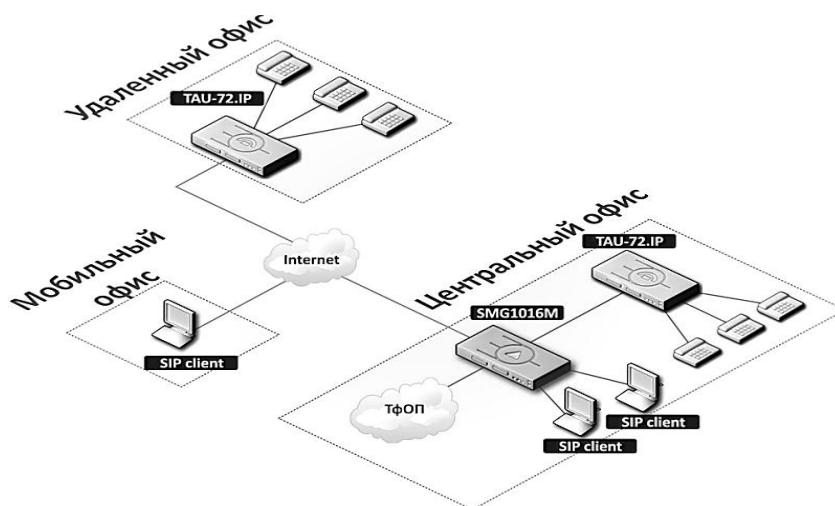 Удаленный офис
TAU-72.IP
Internet
Мобильный
офис
SIP client
Центральный офис
TAU-72.IP
SMG1016M
ТфОП
SIP client
SIP client